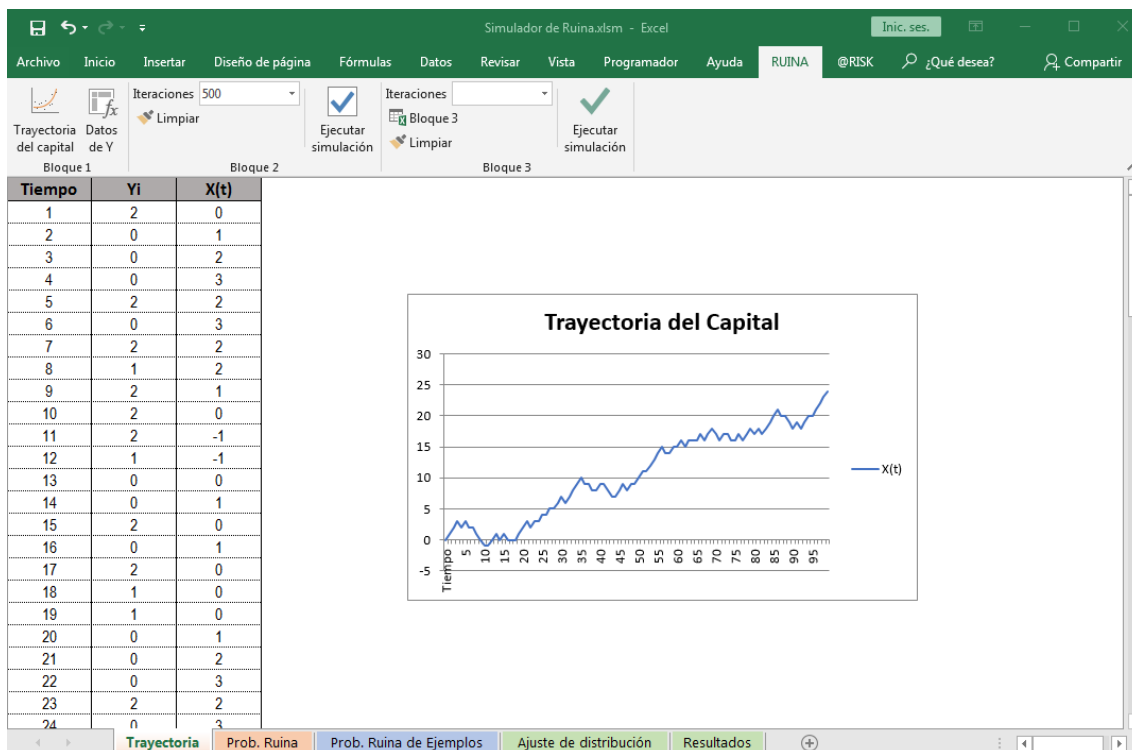 Simulador de Ruina.xlsm - Excel Inic. ses.
Archivo Inicio Insertar Diseño de página Fórmulas Datos Revisar Vista Programador Ayuda RUINA @RISK ¿Qué desea? Compartir
Trayectoria del capital
Datos de Y
Bloque 1
Iteraciones 500
Limpiar
Ejecutar simulación
Bloque 2
Iteraciones
Bloque 3
Limpiar
Ejecutar simulación
Bloque 3
Tiempo Yi X(t)
1 2 0
2 0 1
3 0 2
4 0 3
5 2 2
6 0 3
7 2 2
8 1 2
9 2 1
10 2 0
11 2 -1
12 1 -1
13 0 0
14 0 1
15 2 0
16 0 1
17 2 0
18 1 0
19 1 0
20 0 1
21 0 2
22 0 3
23 2 2
24 0 3
Trayectoria del Capital
30
25
20
15
10
5
0
-5
Tiempo 5 10 15 20 25 30 35 40 45 50 55 60 65 70 75 80 85 90 95
X(t)
Trayectoria Prob. Ruina Prob. Ruina de Ejemplos Ajuste de distribución Resultados